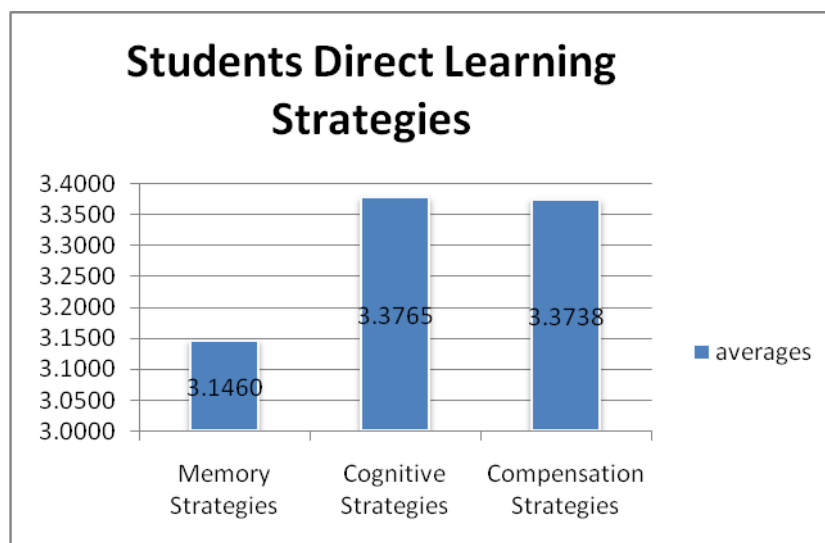 Students Direct Learning
Strategies
3.4000
3.3500
3.3000
3.2500
3.2000
3.1500
3.1000
3.0500
3.0000
3.1460
3.3765
3.3738
averages
Memory
Strategies
Cognitive
Strategies
Compensation
Strategies